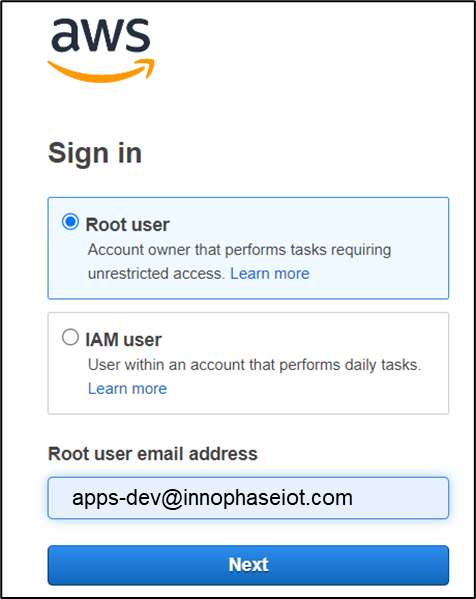 aws
Sign in
Root user
Account owner that performs tasks requiring
unrestricted access. Learn more
IAM user
User within an account that performs daily tasks.
Learn more
Root user email address
apps-dev@innophaseiot.com
Next